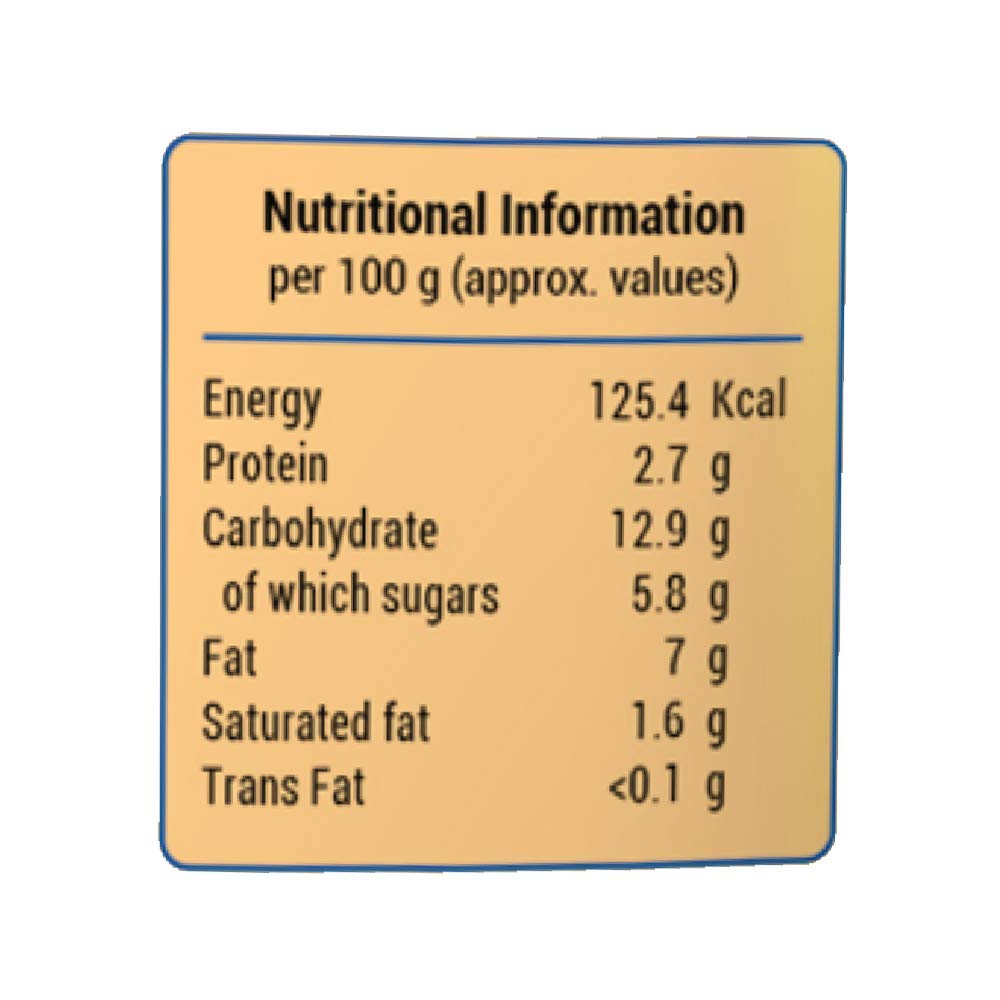 Nutritional Information
per 100 g (approx. values)
Energy 125.4 Kcal
Protein 2.7 g
Carbohydrate 12.9 g
of which sugars 5.8 g
Fat 7 g
Saturated fat 1.6 g
Trans Fat <0.1 g